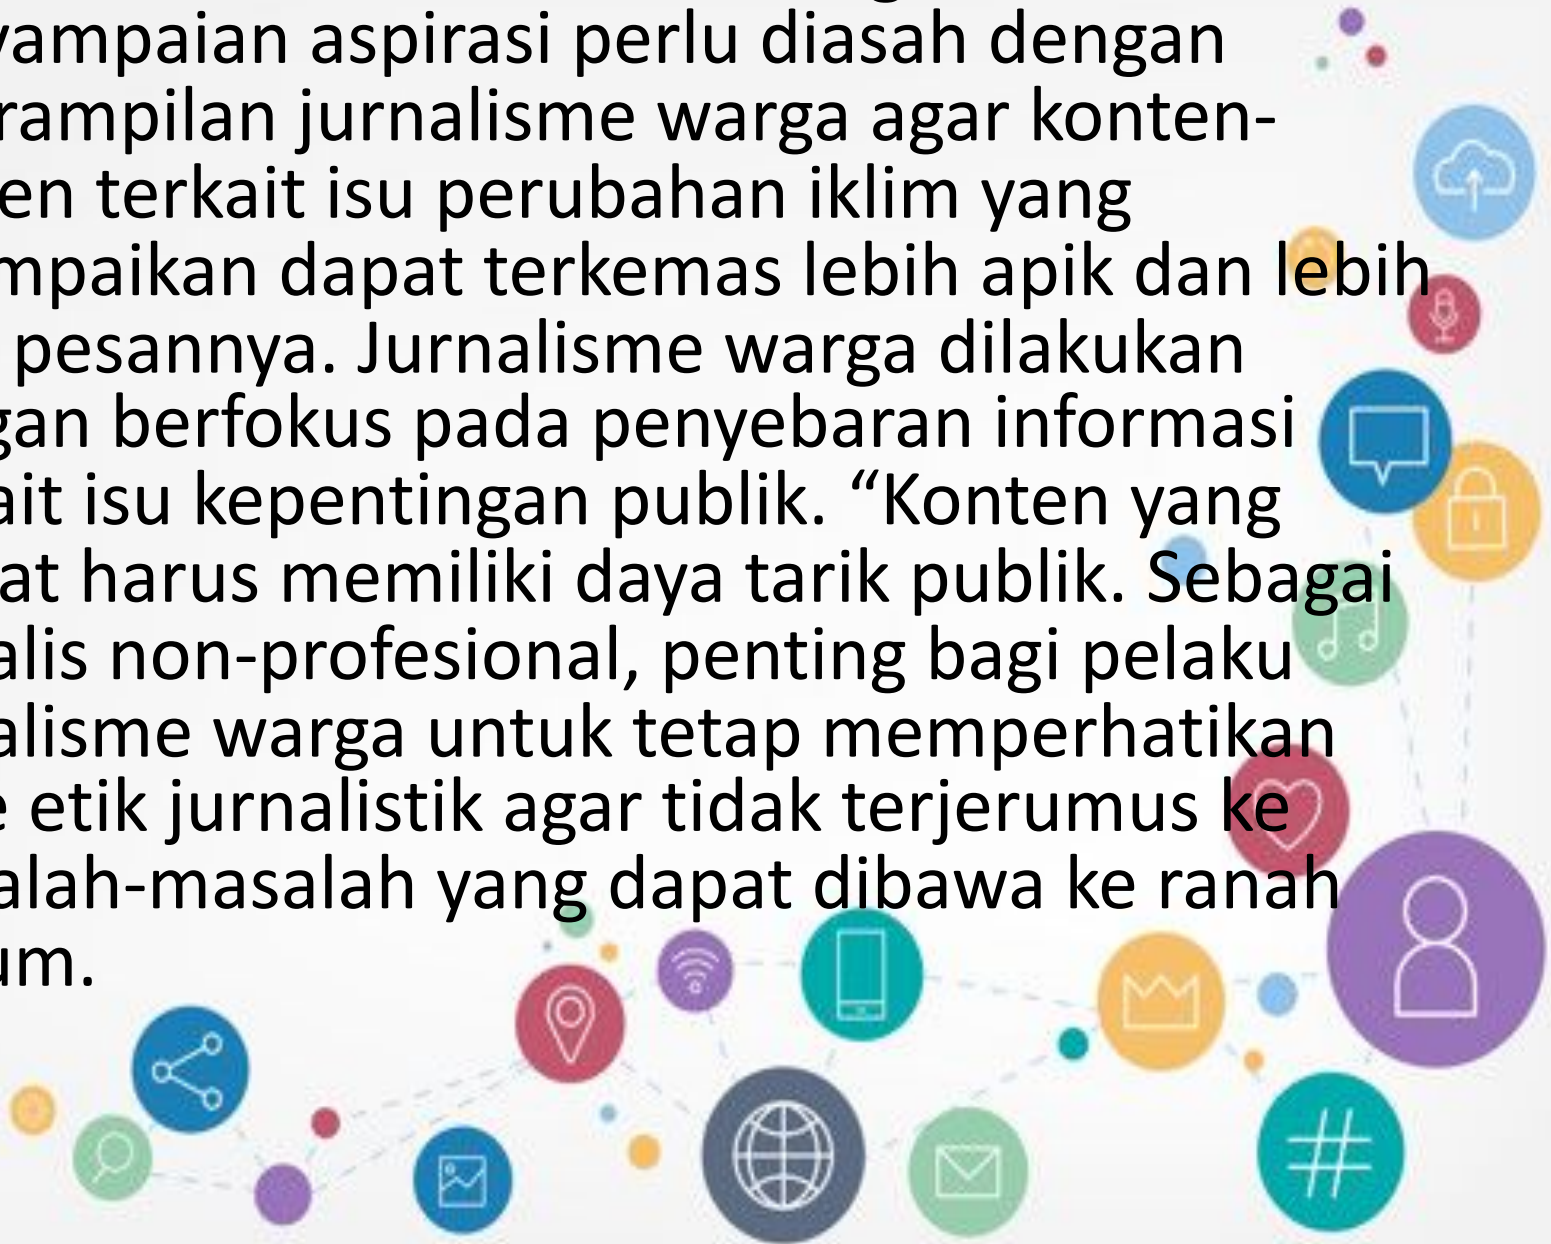 yampaian aspirasi perlu diasah dengan
rampilan jurnalisme warga agar konten-
en terkait isu perubahan iklim yang
mpaikan dapat terkemas lebih apik dan lebih
pesannya. Jurnalisme warga dilakukan
gan berfokus pada penyebaran informasi
ait isu kepentingan publik. “Konten yang
at harus memiliki daya tarik publik. Sebagai
alis non-profesional, penting bagi pelaku
alisme warga untuk tetap memperhatikan
e etik jurnalistik agar tidak terjerumus ke
alah-masalah yang dapat dibawa ke ranah
um.